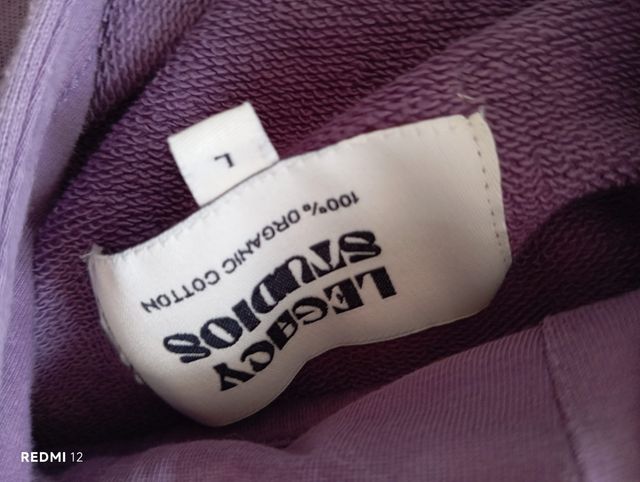 LEGACY
STUDIOS
100% ORGANIC COTTON
L
REDMI 12